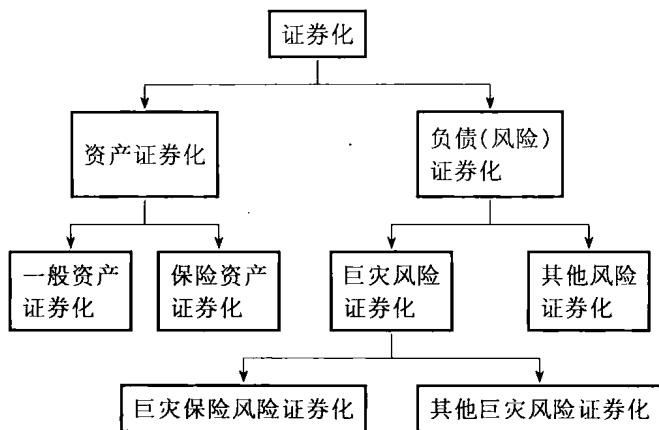 证券化
资产证券化
负债(风险)
证券化
一般资产
证券化
保险资产
证券化
巨灾风险
证券化
其他风险
证券化
巨灾保险风险证券化
其他巨灾风险证券化